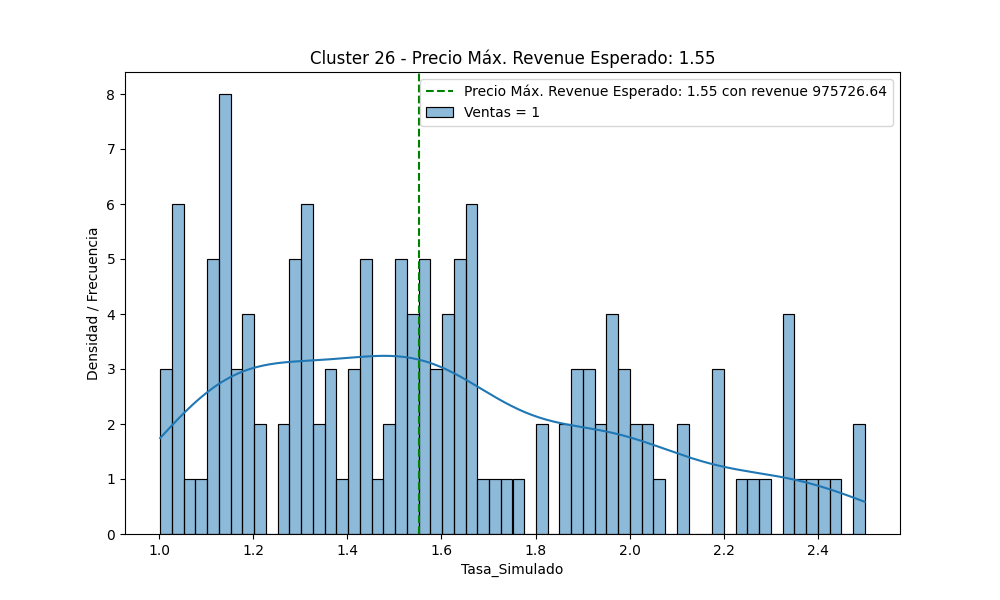 Cluster 26 - Precio Máx. Revenue Esperado: 1.55
Precio Máx. Revenue Esperado: 1.55 con revenue 975726.64
Ventas = 1
Densidad / Frecuencia
8
7
6
5
4
3
2
1
0
1.0 1.2 1.4 1.6 1.8 2.0 2.2 2.4
Tasa_Simulado